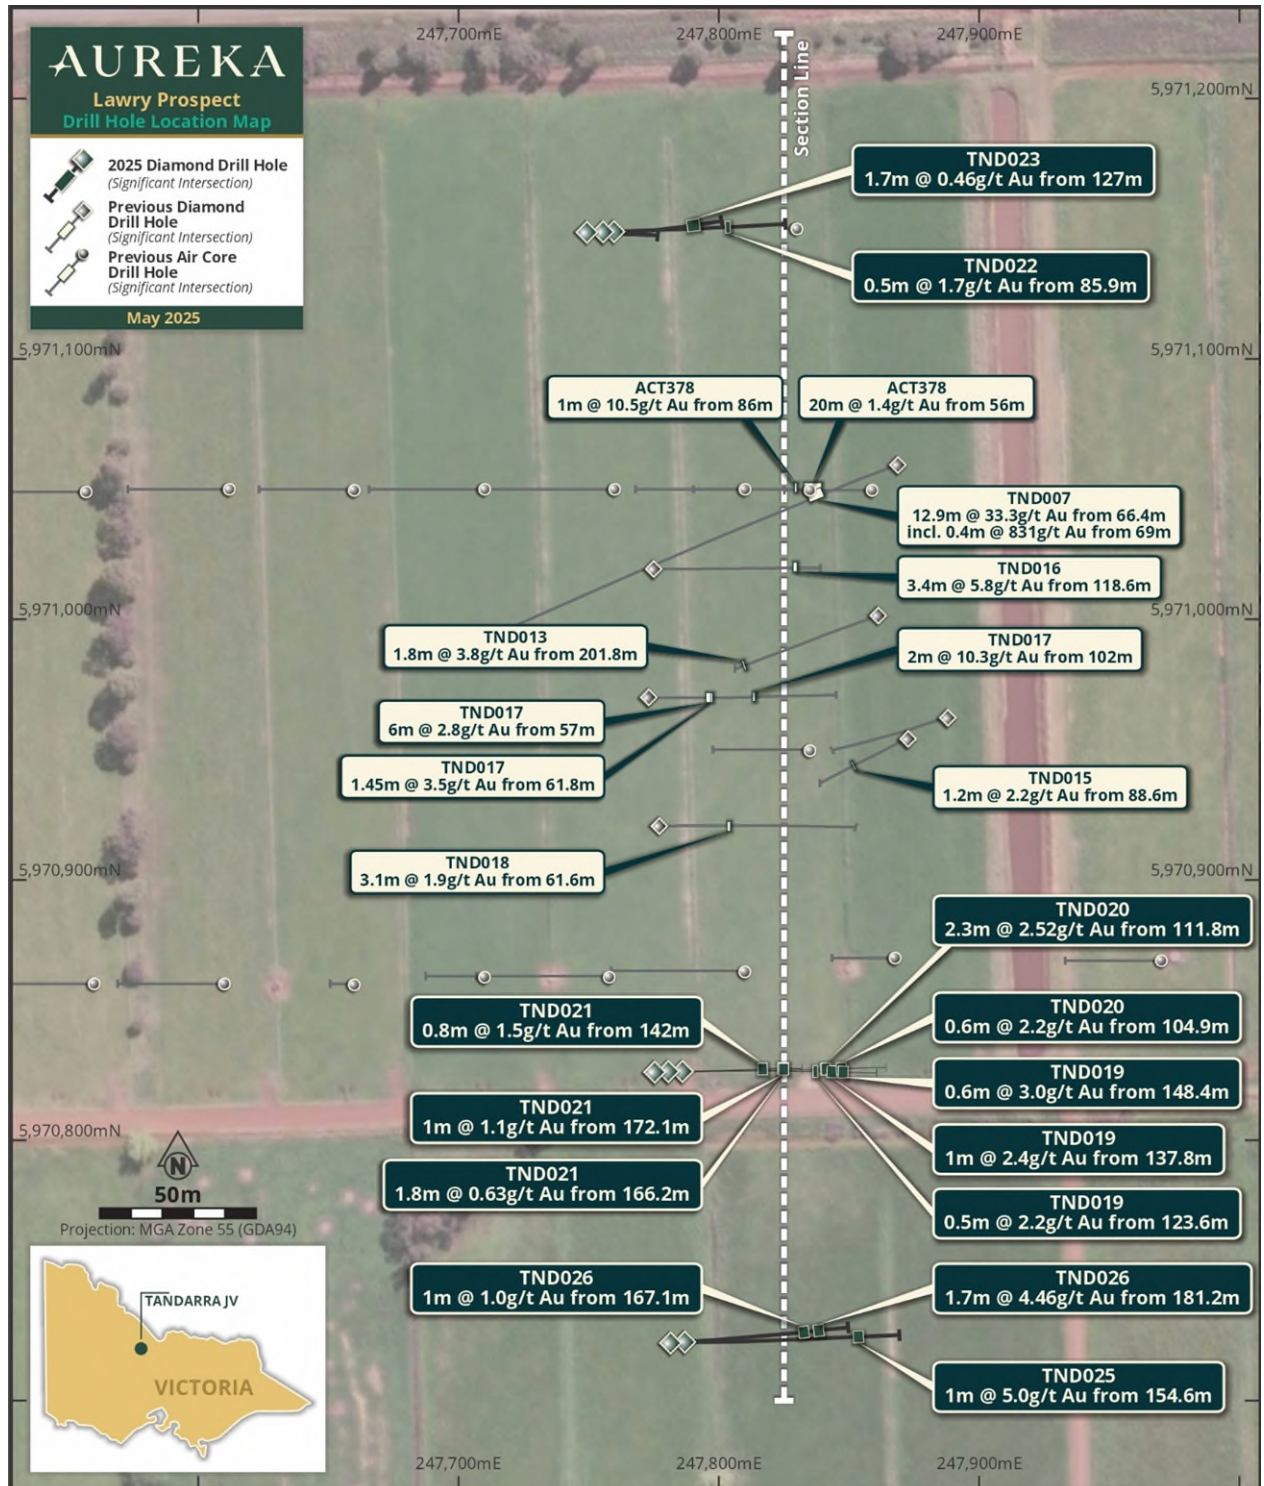 247,700mE
247,800mE
247,900mE
AUREKA
Lawry Prospect
Drill Hole Location Map
2025 Diamond Drill Hole
(Significant Intersection)
Previous Diamond
Drill Hole
(Significant Intersection)
Previous Air Core
Drill Hole
(Significant Intersection)
May 2025
Section Line
5,971,200mN
TND023
1.7m @ 0.46g/t Au from 127m
TND022
0.5m @ 1.7g/t Au from 85.9m
5,971,100mN
5,971,100mN
ACT378
1m @ 10.5g/t Au from 86m
ACT378
20m @ 1.4g/t Au from 56m
TND007
12.9m @ 33.3g/t Au from 66.4m
incl. 0.4m @ 831g/t Au from 69m
TND016
3.4m @ 5.8g/t Au from 118.6m
5,971,000mN
5,971,000mN
TND013
1.8m @ 3.8g/t Au from 201.8m
TND017
2m @ 10.3g/t Au from 102m
TND017
6m @ 2.8g/t Au from 57m
TND017
1.45m @ 3.5g/t Au from 61.8m
TND015
1.2m @ 2.2g/t Au from 88.6m
TND018
3.1m @ 1.9g/t Au from 61.6m
5,970,900mN
5,970,900mN
TND020
2.3m @ 2.52g/t Au from 111.8m
TND021
0.8m @ 1.5g/t Au from 142m
TND020
0.6m @ 2.2g/t Au from 104.9m
TND019
0.6m @ 3.0g/t Au from 148.4m
TND021
1m @ 1.1g/t Au from 172.1m
5,970,800mN
TND019
1m @ 2.4g/t Au from 137.8m
TND021
1.8m @ 0.63g/t Au from 166.2m
TND019
0.5m @ 2.2g/t Au from 123.6m
N
50m
Projection: MGA Zone 55 (GDA94)
TANDARRA JV
VICTORIA
TND026
1m @ 1.0g/t Au from 167.1m
TND026
1.7m @ 4.46g/t Au from 181.2m
TND025
1m @ 5.0g/t Au from 154.6m
247,700mE
247,800mE
247,900mE